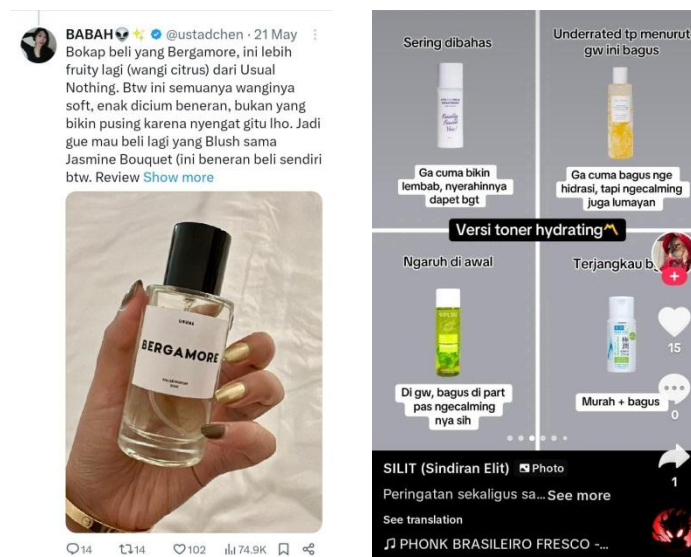 BABAH👽✨ @ustadchen · 21 May
Bokap beli yang Bergamore, ini lebih
fruity lagi (wangi citrus) dari Usual
Nothing. Btw ini semuanya wanginya
soft, enak dicium beneran, bukan yang
bikin pusing karena nyengat gitu lho. Jadi
gue mau beli lagi yang Blush sama
Jasmine Bouquet (ini beneran beli sendiri
btw. Review Show more
BERGAMORE
14 14 102 74.9K
Sering dibahas
Ga cuma bikin
lembab, nyerahinnya
dapet bgt
Underrated tp menurut
gw ini bagus
Ga cuma bagus nge
hidrasi, tapi ngecalming
juga lumayan
Versi toner hydrating
Ngaruh di awal
Di gw, bagus di part
pas ngecalming
nya sih
Terjangkau b
Murah + bagus
15
0
1
SILIT (Sindiran Elit) Photo
Peringatan sekaligus sa... See more
See translation
PHONK BRASILEIRO FRESCO -...